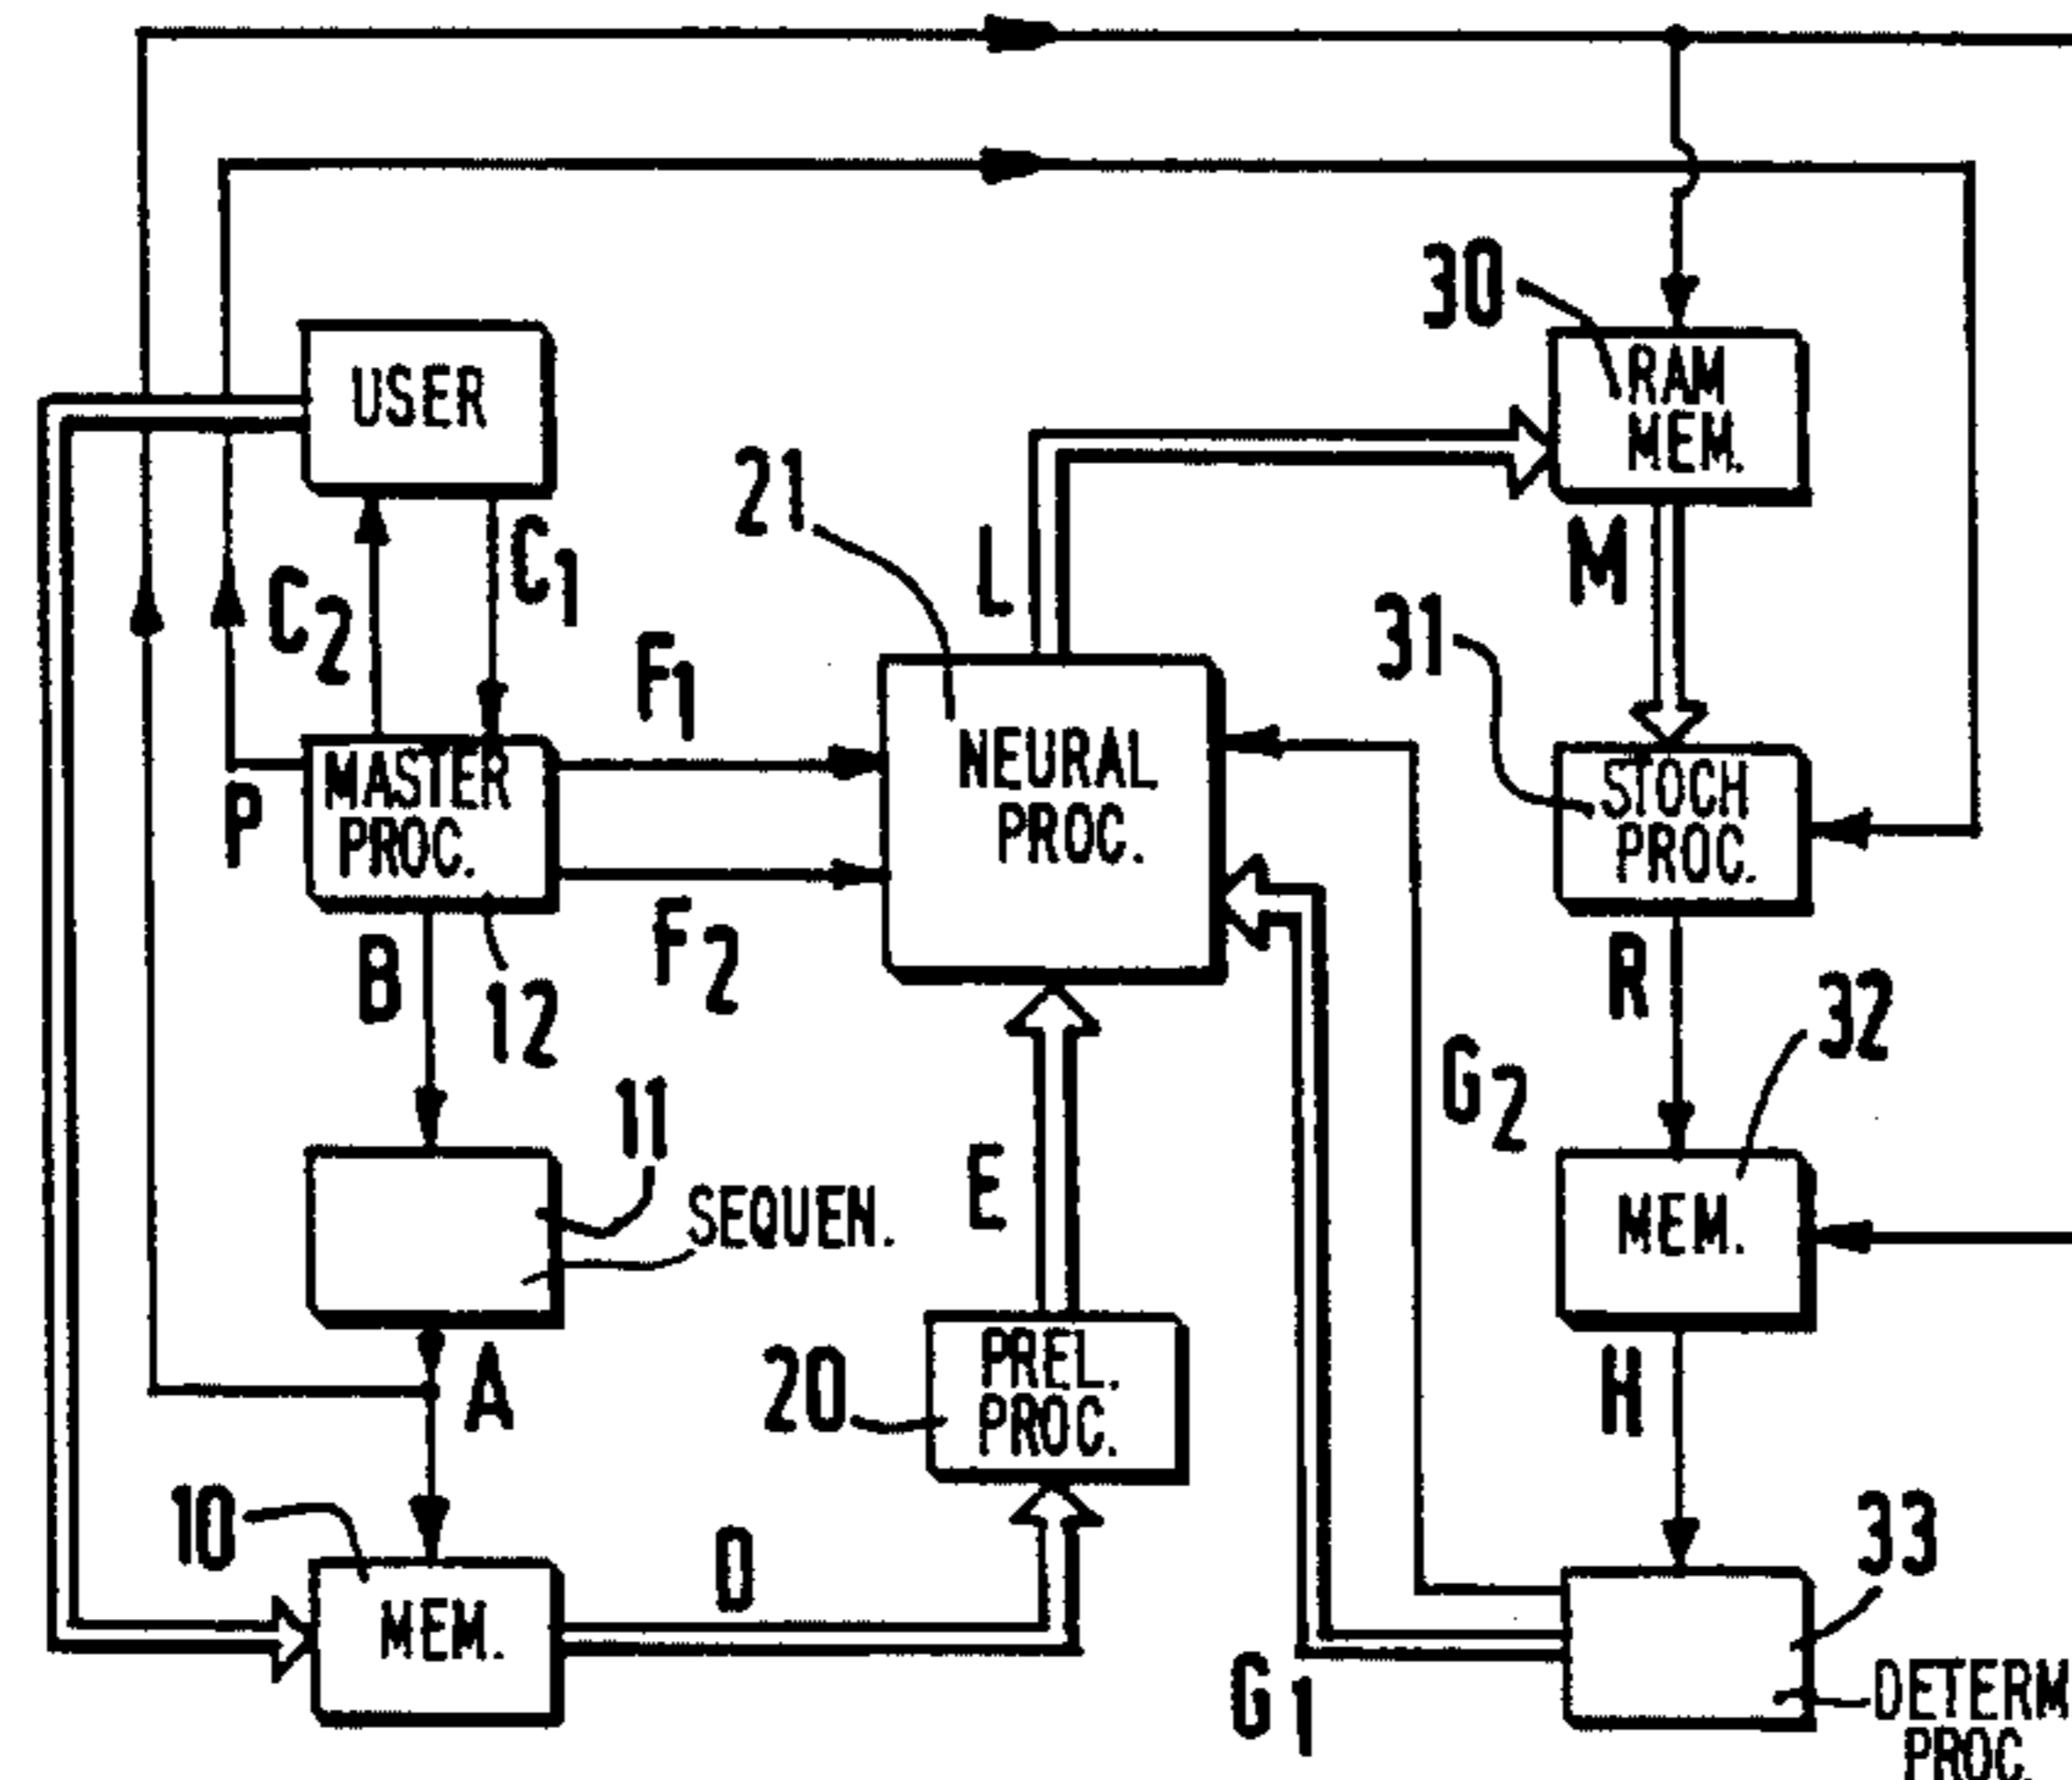 30
USER
RAM
MEM.
21
C1
L
M
C2
F1
31
NEURAL
PROC.
MASTER
PROC.
STOCH
PROC.
P
F2
B
12
R
32
G2
11
E
SEQUEN.
MEM.
20
PREL.
PROC.
A
H
10
D
33
MEM.
G1
DETERM
PROC.